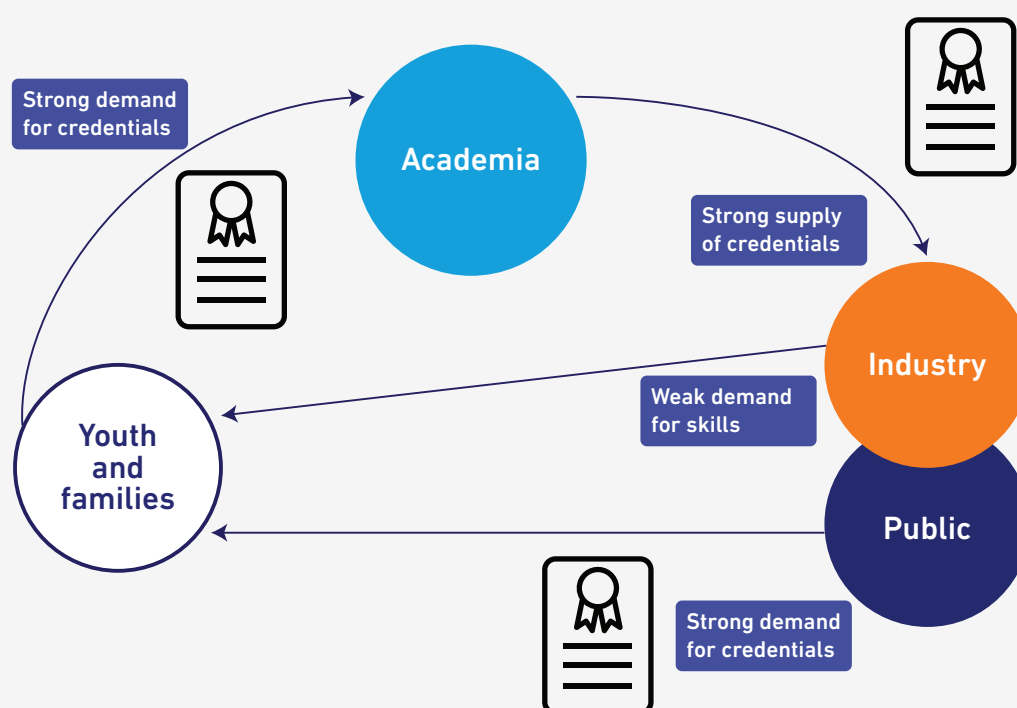 Strong demand
for credentials
Academia
Strong supply
of credentials
Industry
Weak demand
for skills
Youth
and
families
Public
Strong demand
for credentials